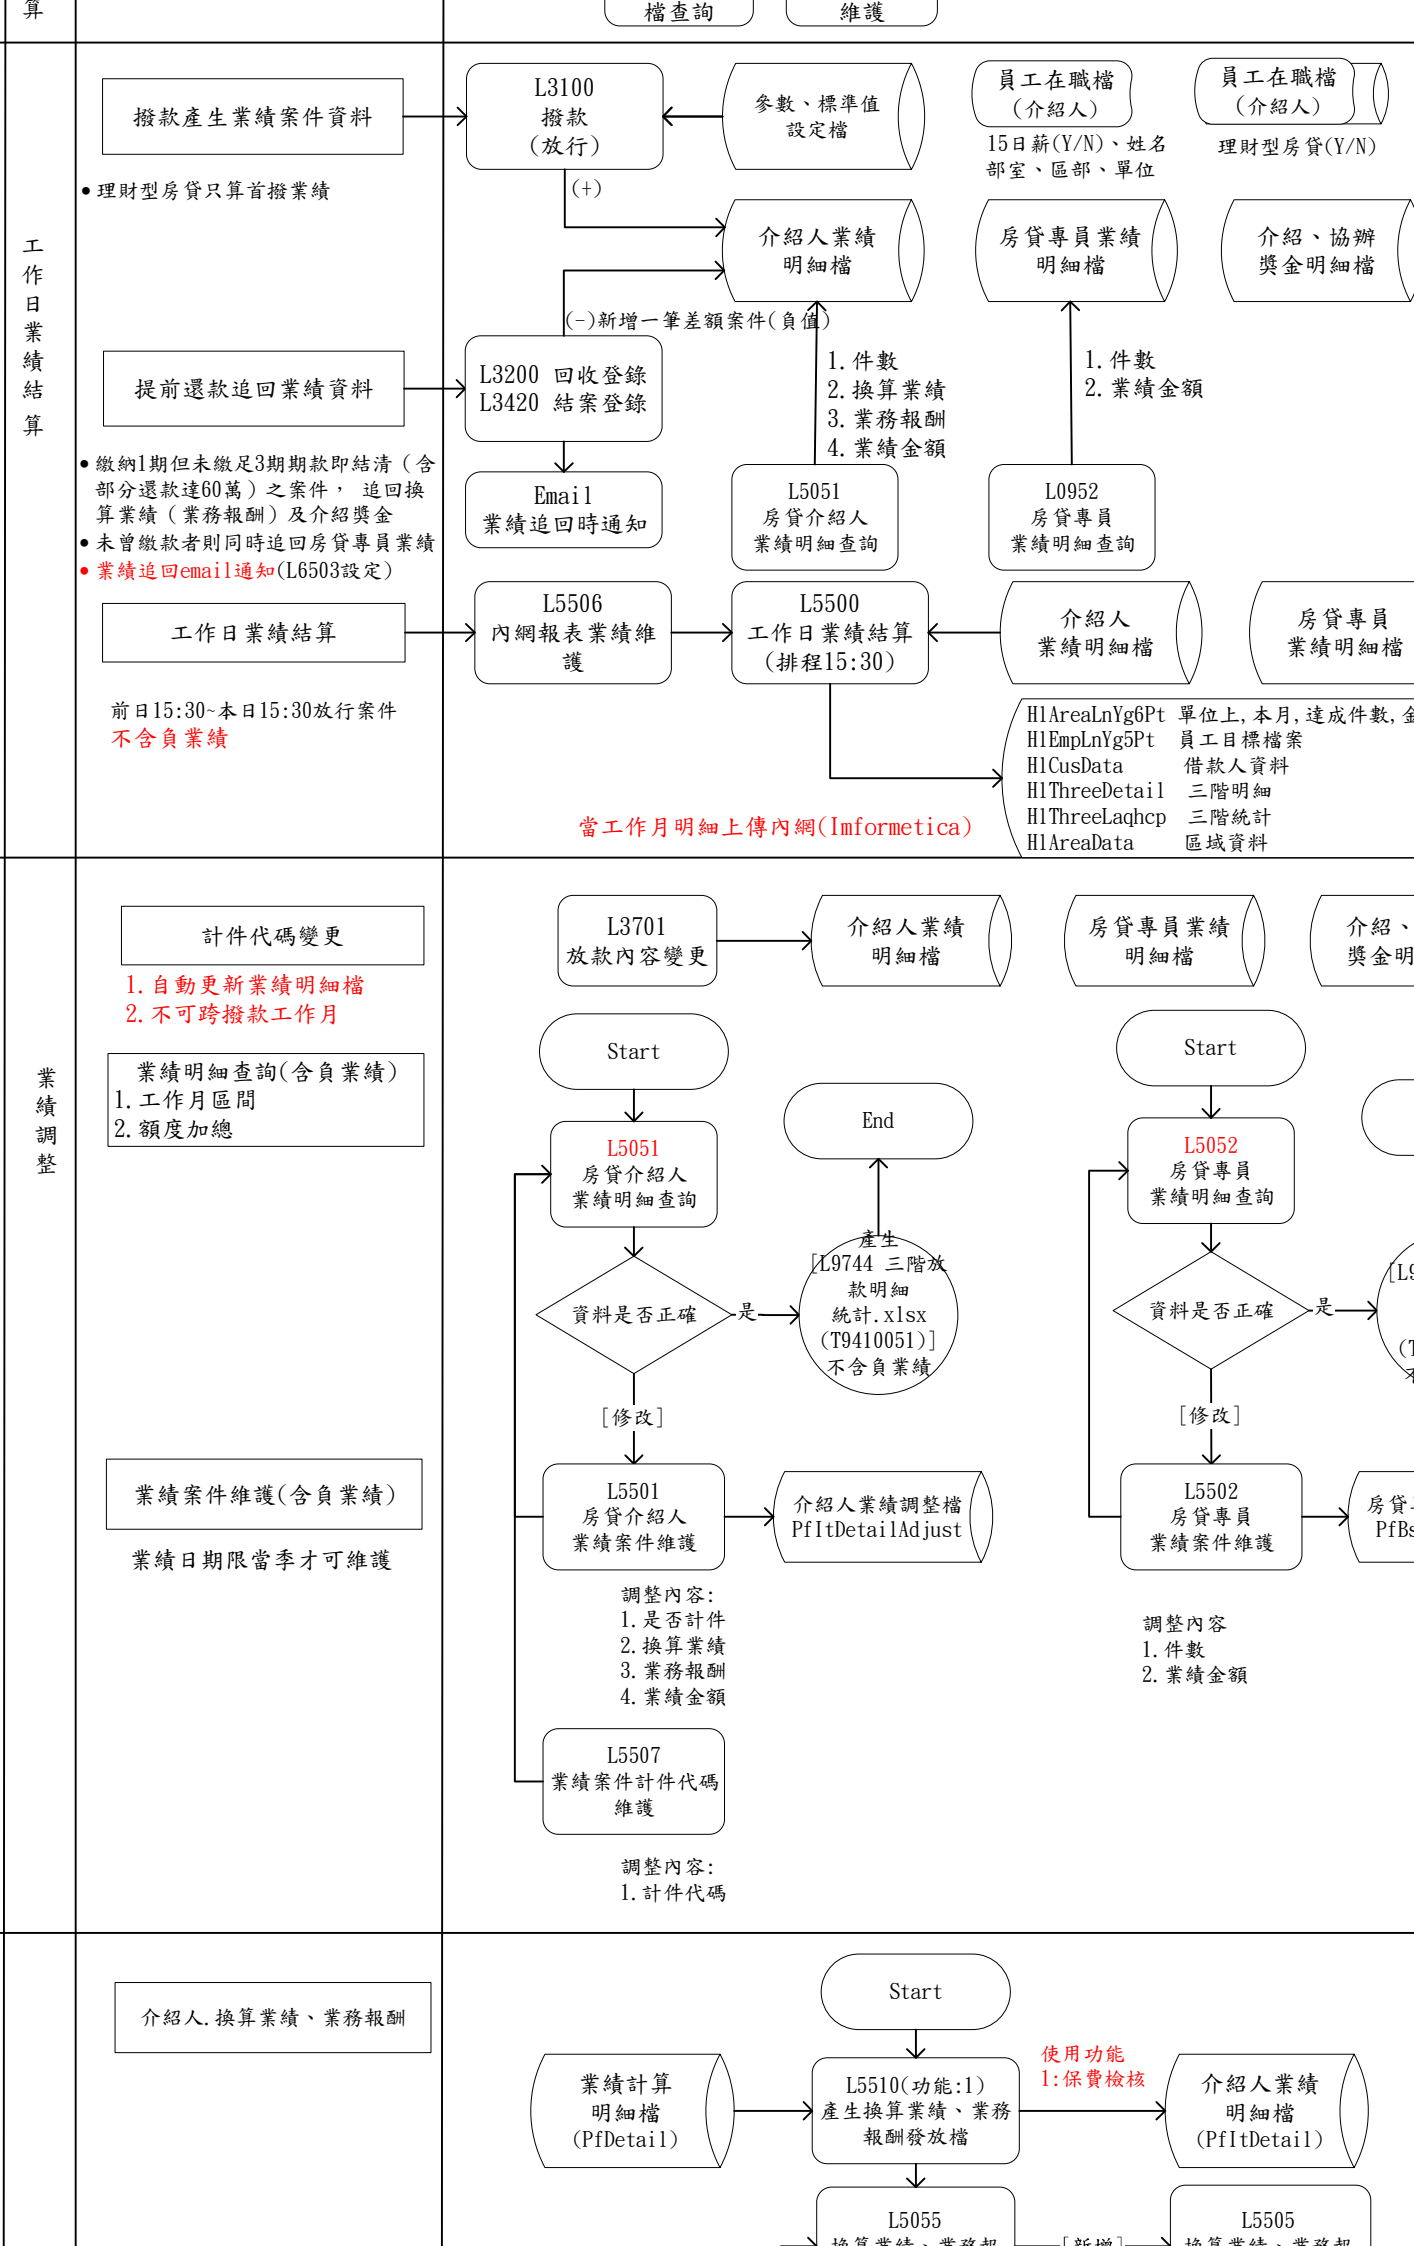 算
檔查詢
維護
工作日業績結算
撥款產生業績案件資料
L3100
撥款
(放行)
參數、標準值
設定檔
員工在職檔
(介紹人)
15日薪(Y/N)、姓名
部室、區部、單位
員工在職檔
(介紹人)
理財型房貸(Y/N)
•理財型房貸只算首撥業績
(+)
介紹人業績
明細檔
房貸專員業績
明細檔
介紹、協辦
獎金明細檔
(-)新增一筆差額案件(負值)
提前還款追回業績資料
L3200 回收登錄
L3420 結案登錄
1.件數
2.換算業績
3.業務報酬
4.業績金額
1.件數
2.業績金額
•繳納1期但未繳足3期期款即結清（含
部分還款達60萬）之案件， 追回換
算業績（業務報酬）及介紹獎金
•未曾繳款者則同時追回房貸專員業績
•業績追回email通知(L6503設定)
Email
業績追回時通知
L5051
房貸介紹人
業績明細查詢
L0952
房貸專員
業績明細查詢
工作日業績結算
L5506
內網報表業績維
護
L5500
工作日業績結算
(排程15:30)
介紹人
業績明細檔
房貸專員
業績明細檔
前日15:30~本日15:30放行案件
不含負業績
HlAreaLnYg6Pt 單位上,本月,達成件數,金
HlEmpLnYg5Pt 員工目標檔案
HlCusData 借款人資料
HlThreeDetail 三階明細
HlThreeLaqhcp 三階統計
HlAreaData 區域資料
當工作月明細上傳內網(Imformetica)
業績調整
計件代碼變更
1.自動更新業績明細檔
2.不可跨撥款工作月
L3701
放款內容變更
介紹人業績
明細檔
房貸專員業績
明細檔
介紹、
獎金明
業績明細查詢(含負業績)
1.工作月區間
2.額度加總
Start
L5051
房貸介紹人
業績明細查詢
End
資料是否正確
是
產生
[L9744 三階放
款明細
統計.xlsx
(T9410051)]
不含負業績
[修改]
Start
L5052
房貸專員
業績明細查詢
資料是否正確
是
[L9
(T
[修改]
業績案件維護(含負業績)
業績日期限當季才可維護
L5501
房貸介紹人
業績案件維護
介紹人業績調整檔
PfItDetailAdjust
L5502
房貸專員
業績案件維護
房貸
PfBs
調整內容:
1.是否計件
2.換算業績
3.業務報酬
4.業績金額
調整內容
1.件數
2.業績金額
L5507
業績案件計件代碼
維護
調整內容:
1.計件代碼
介紹人.換算業績、業務報酬
Start
業績計算
明細檔
(PfDetail)
L5510(功能:1)
產生換算業績、業務
報酬發放檔
使用功能
1:保費檢核
介紹人業績
明細檔
(PfItDetail)
L5055
換算業績、業務報
[新增]
L5505
換算業績、業務報